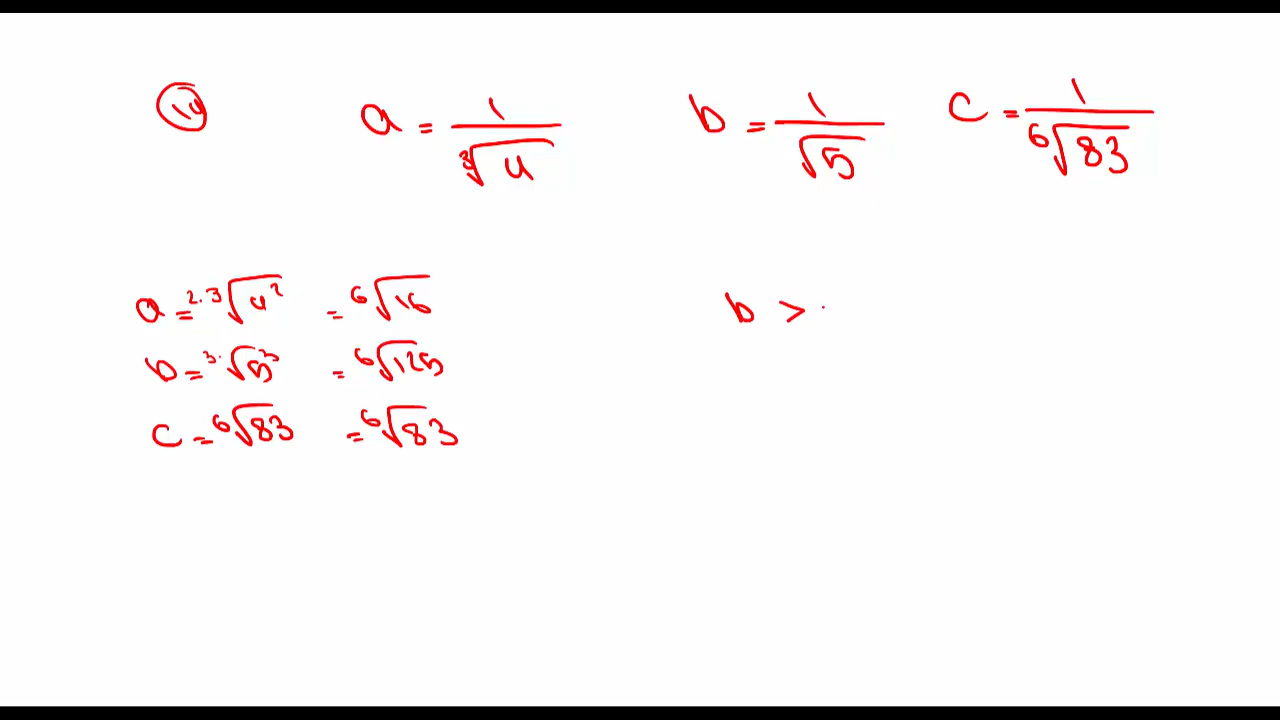 14 a = 1/∛4 b = 1/√5 c = 1/⁶√83
a = ²·³√4² = ⁶√16 b >
b = ³·√5³ = ⁶√125
c = ⁶√83 = ⁶√83